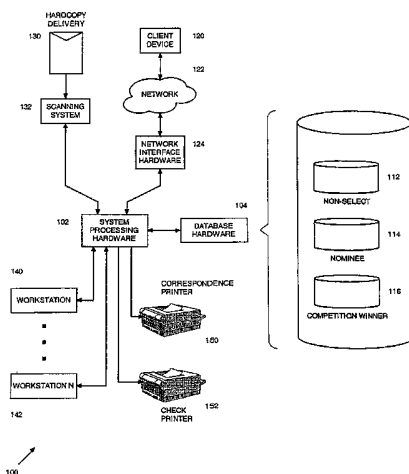 HARDCOPY
DELIVERY
130
132
SCANNING
SYSTEM
CLIENT
DEVICE
120
122
NETWORK
NETWORK
INTERFACE
HARDWARE
124
102
SYSTEM
PROCESSING
HARDWARE
104
DATABASE
HARDWARE
112
NON-SELECT
114
NOMINEE
116
COMPETITION WINNER
140
WORKSTATION
WORKSTATION N
142
CORRESPONDENCE
PRINTER
150
CHECK
PRINTER
152
100